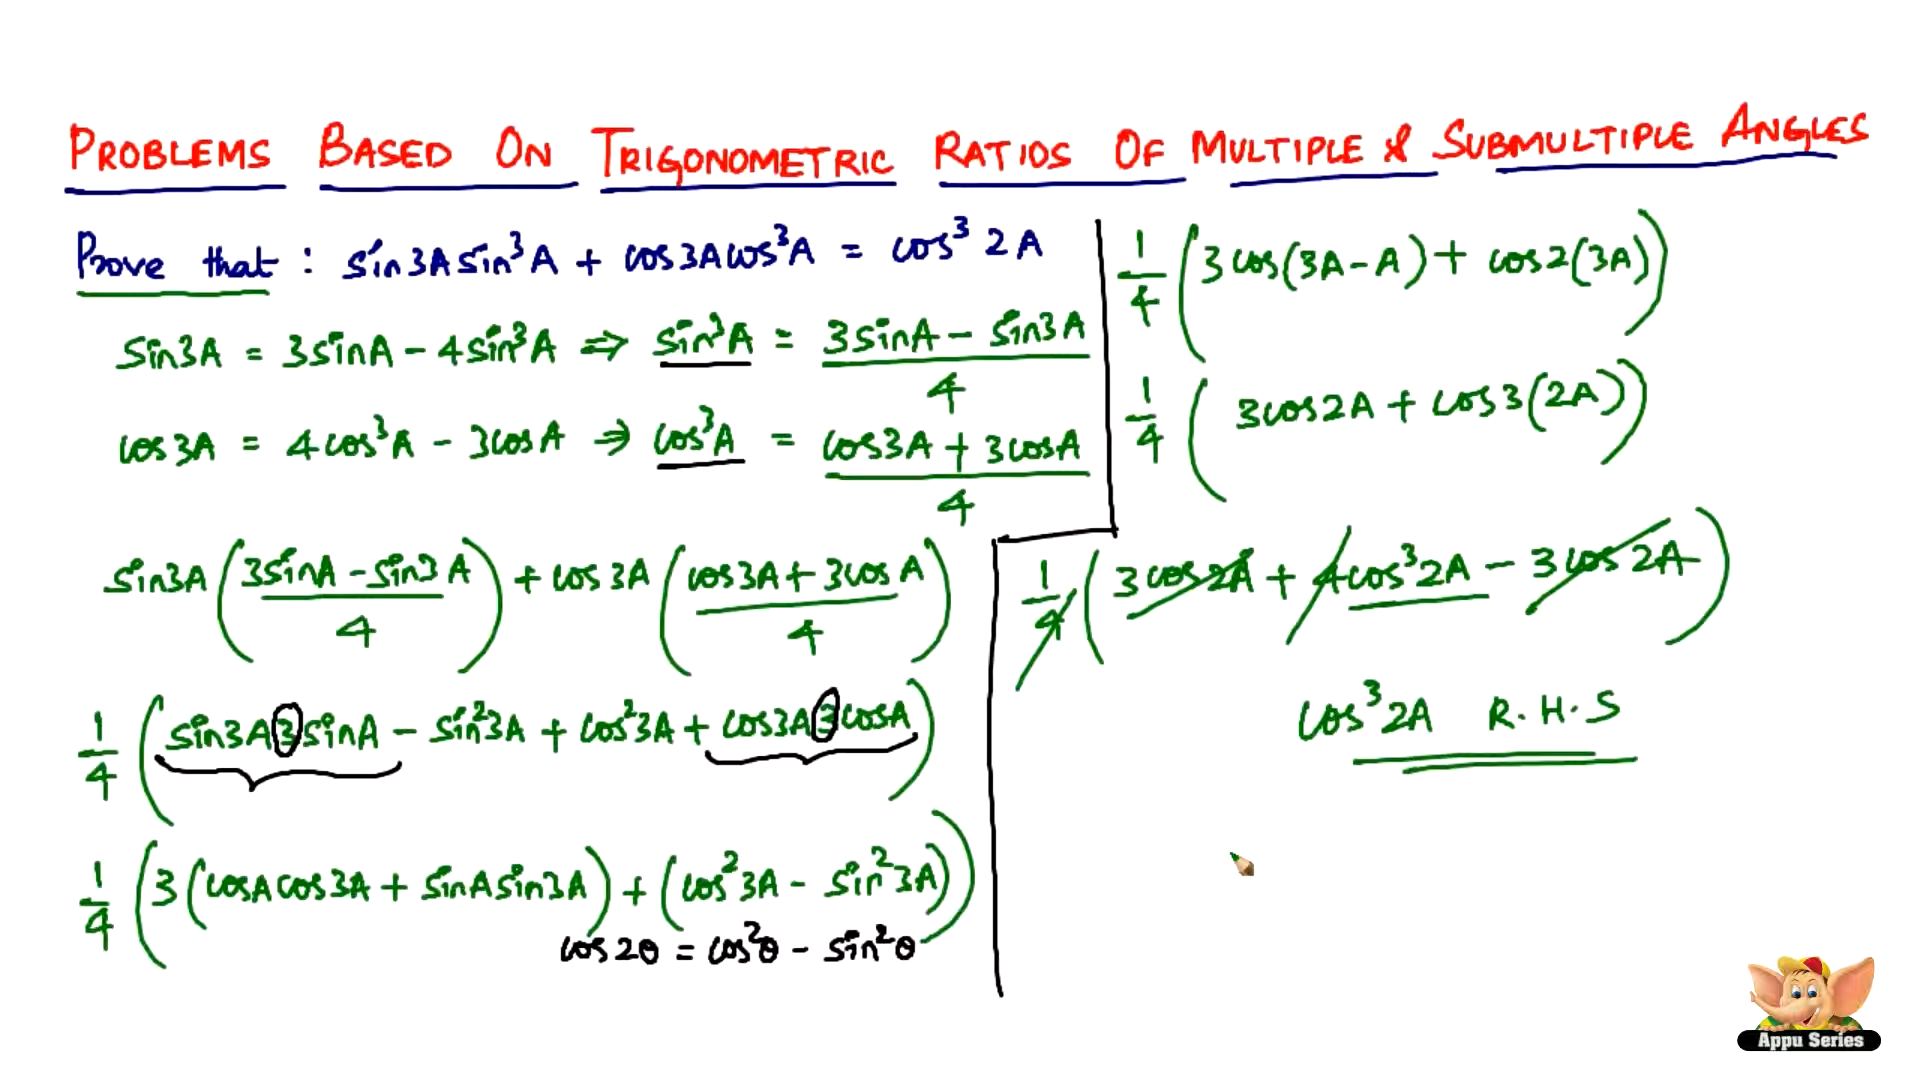 PROBLEMS BASED ON TRIGONOMETRIC RATIOS OF MULTIPLE & SUBMULTIPLE ANGLES
Prove that : sin3A sin³A + cos3A cos³A = cos³ 2A
sin3A = 3sinA - 4sin³A ⇒ sin³A = (3sinA - sin3A)/4
cos3A = 4cos³A - 3cosA ⇒ cos³A = (cos3A + 3cosA)/4
sin3A ((3sinA - sin3A)/4) + cos3A ((cos3A + 3cosA)/4)
1/4 (sin3A 3 sinA - sin²3A + cos²3A + cos3A 3 cosA)
1/4 (3(cosA cos3A + sinA sin3A) + (cos²3A - sin²3A))
cos2θ = cos²θ - sin²θ
1/4 (3cos(3A-A) + cos2(3A))
1/4 (3cos2A + cos3(2A))
1/4 (3cos2A + 4cos³2A - 3cos2A)
cos³2A R.H.S
Appu Series